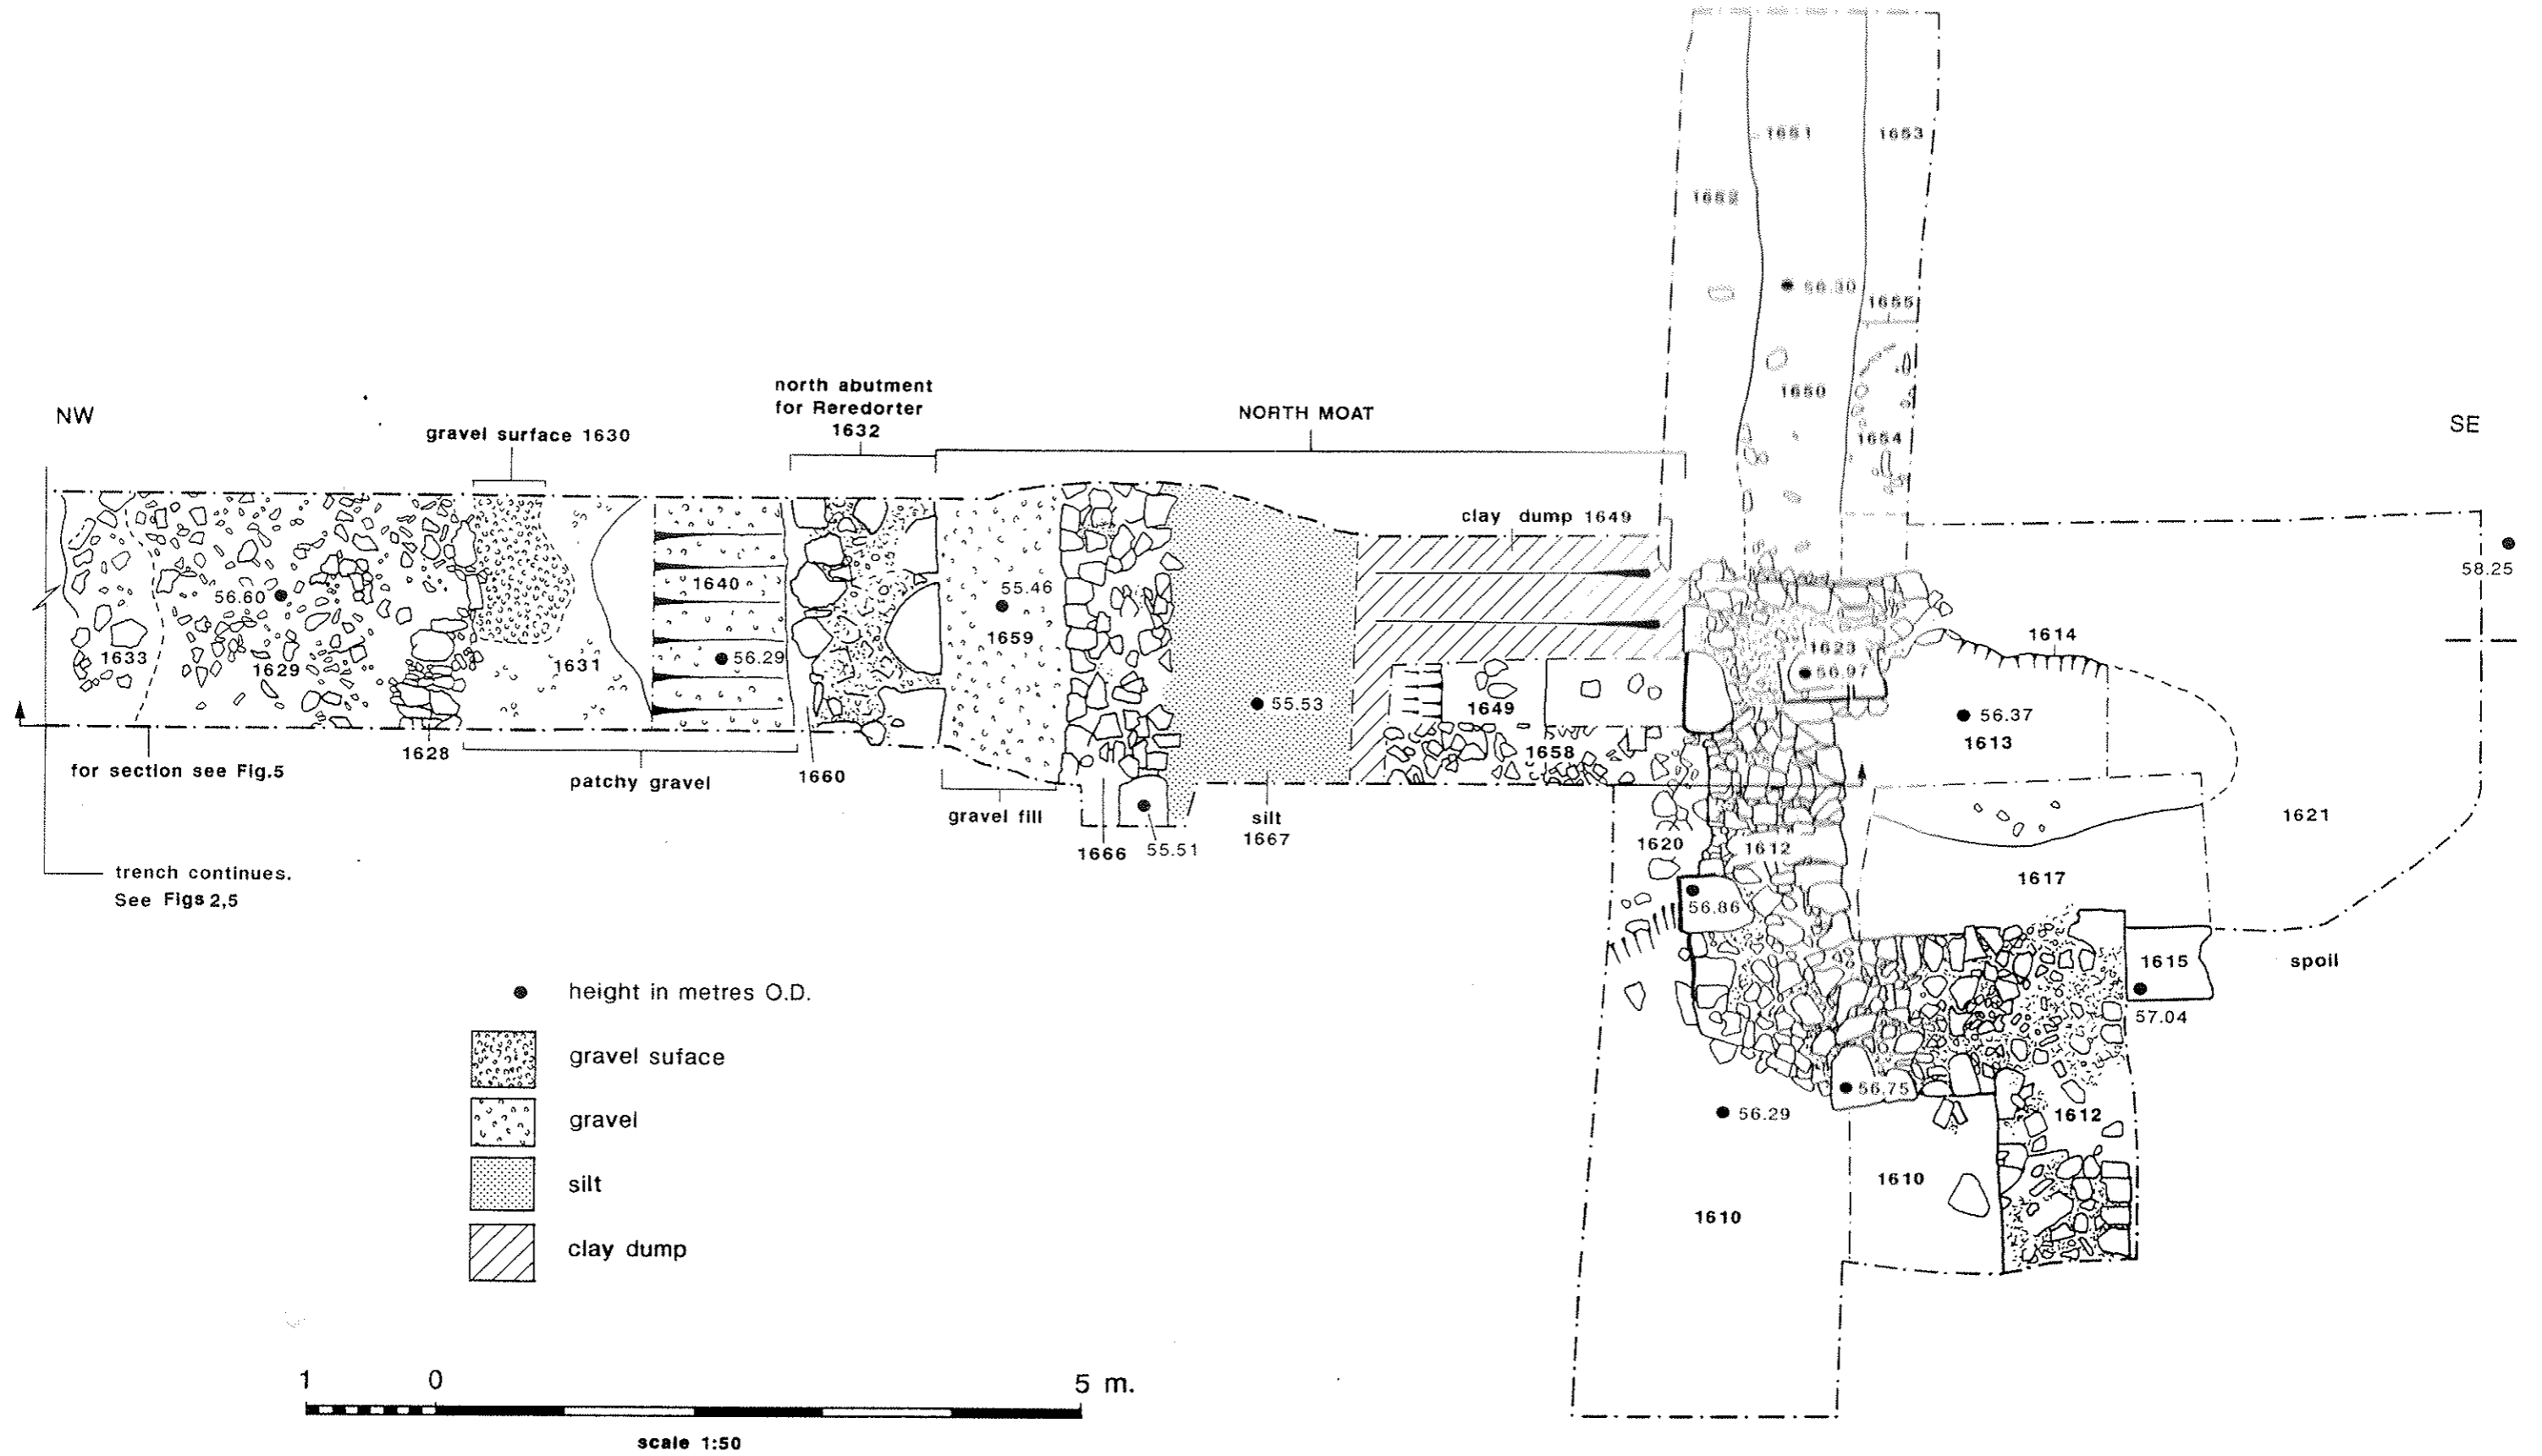 1651
1653
1652
56.30
1655
1650
1654
NW
north abutment
for Reredorter
1632
NORTH MOAT
SE
gravel surface 1630
clay dump 1649
58.25
56.60
1633
1629
1628
1631
1640
56.29
55.46
1659
55.53
1649
1658
1623
56.97
1614
56.37
1613
for section see Fig.5
patchy gravel
1660
gravel fill
1666
55.51
silt
1667
1620
1612
1621
1617
trench continues.
See Figs 2,5
56.86
1615
spoil
57.04
56.75
56.29
1612
1610
1610
height in metres O.D.
gravel suface
gravel
silt
clay dump
1 0 5 m.
scale 1:50